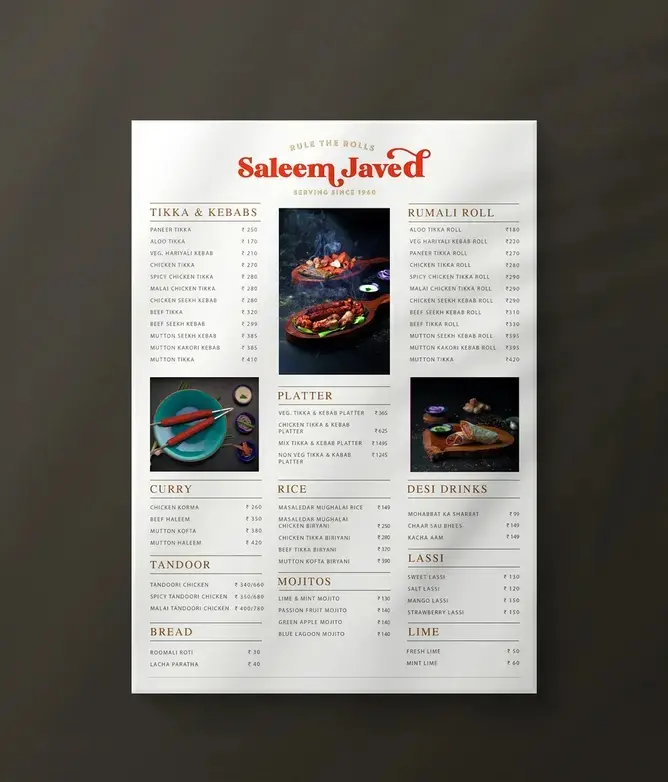 RULE THE ROLLS
Saleem Javed
SERVING SINCE 1960
TIKKA & KEBABS
PANEER TIKKA ₹ 250
ALOO TIKKA ₹ 170
VEG. HARIYALI KEBAB ₹ 210
CHICKEN TIKKA ₹ 270
SPICY CHICKEN TIKKA ₹ 280
MALAI CHICKEN TIKKA ₹ 280
CHICKEN SEEKH KEBAB ₹ 280
BEEF TIKKA ₹ 320
BEEF SEEKH KEBAB ₹ 299
MUTTON SEEKH KEBAB ₹ 385
MUTTON KAKORI KEBAB ₹ 385
MUTTON TIKKA ₹ 410
CURRY
CHICKEN KORMA ₹ 260
BEEF HALEEM ₹ 350
MUTTON KOFTA ₹ 380
MUTTON HALEEM ₹ 420
TANDOOR
TANDOORI CHICKEN ₹ 340/660
SPICY TANDOORI CHICKEN ₹ 350/680
MALAI TANDOORI CHICKEN ₹ 400/780
BREAD
ROOMALI ROTI ₹ 30
LACHA PARATHA ₹ 40
PLATTER
VEG. TIKKA & KEBAB PLATTER ₹365
CHICKEN TIKKA & KEBAB
PLATTER ₹625
MIX TIKKA & KEBAB PLATTER ₹1495
NON VEG TIKKA & KABAB ₹1245
PLATTER
RICE
MASALEDAR MUGHALAI RICE ₹149
MASALEDAR MUGHALAI
CHICKEN BIRYANI ₹250
CHICKEN TIKKA BIRIYANI ₹280
BEEF TIKKA BIRYANI ₹370
MUTTON KOFTA BIRYANI ₹390
MOJITOS
LIME & MINT MOJITO ₹130
PASSION FRUIT MOJITO ₹140
GREEN APPLE MOJITO ₹140
BLUE LAGOON MOJITO ₹140
RUMALI ROLL
ALOO TIKKA ROLL ₹180
VEG HARIYALI KEBAB ROLL ₹220
PANEER TIKKA ROLL ₹270
CHICKEN TIKKA ROLL ₹280
SPICY CHICKEN TIKKA ROLL ₹290
MALAI CHICKEN TIKKA ROLL ₹290
CHICKEN SEEKH KEBAB ROLL ₹290
BEEF SEEKH KEBAB ROLL ₹310
BEEF TIKKA ROLL ₹330
MUTTON SEEKH KEBAB ROLL ₹395
MUTTON KAKORI KEBAB ROLL ₹395
MUTTON TIKKA ₹420
DESI DRINKS
MOHABBAT KA SHARBAT ₹99
CHAAR SAU BHEES ₹149
KACHA AAM ₹149
LASSI
SWEET LASSI ₹ 130
SALT LASSI ₹ 120
MANGO LASSI ₹ 150
STRAWBERRY LASSI ₹ 150
LIME
FRESH LIME ₹ 50
MINT LIME ₹ 60